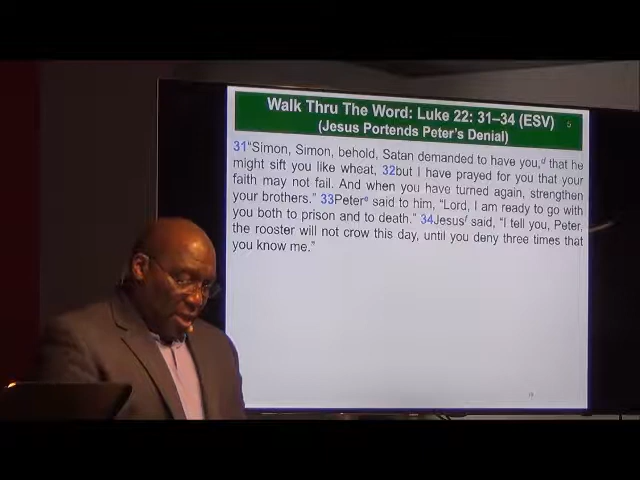 Walk Thru The Word: Luke 22: 31–34 (ESV)
(Jesus Portends Peter's Denial)
31"Simon, Simon, behold, Satan demanded to have you,ᵈ that he
might sift you like wheat, 32but I have prayed for you that your
faith may not fail. And when you have turned again, strengthen
your brothers." 33Peterᵉ said to him, "Lord, I am ready to go with
you both to prison and to death." 34Jesusᶠ said, "I tell you, Peter,
the rooster will not crow this day, until you deny three times that
you know me."